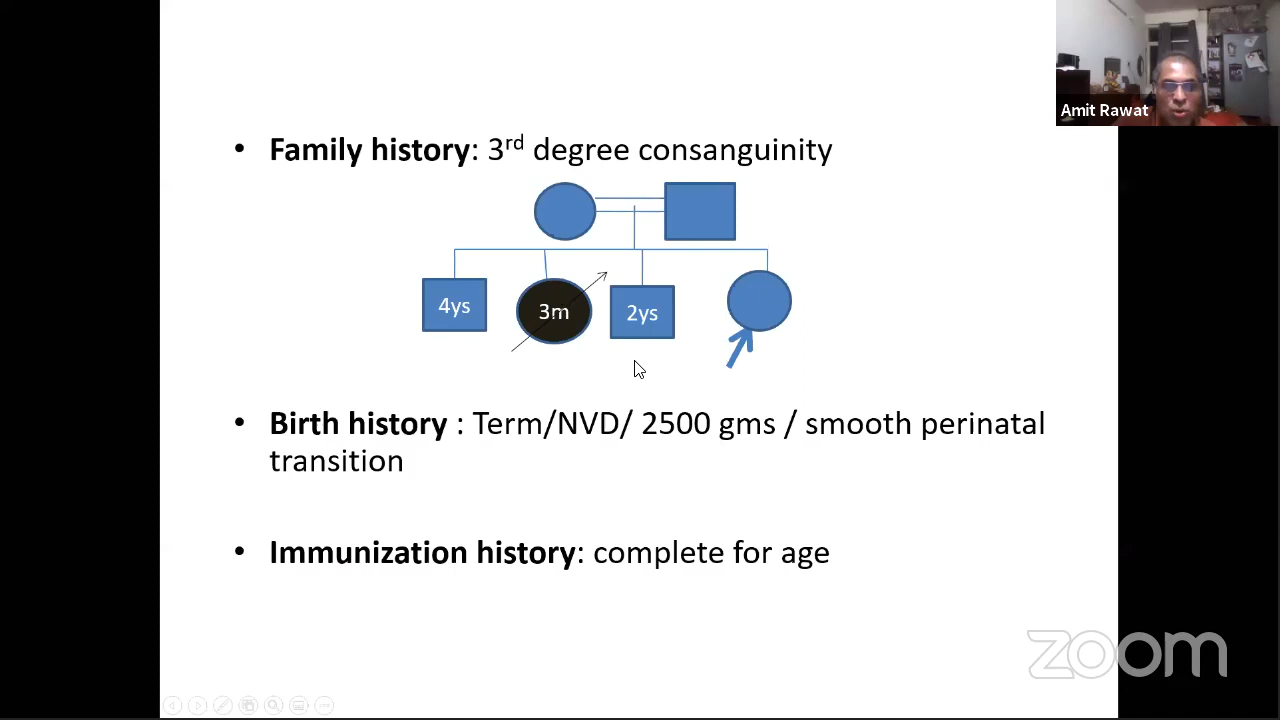 Amit Rawat
• Family history: 3rd degree consanguinity
4ys
3m
2ys
• Birth history : Term/NVD/ 2500 gms / smooth perinatal
transition
• Immunization history: complete for age
zoom